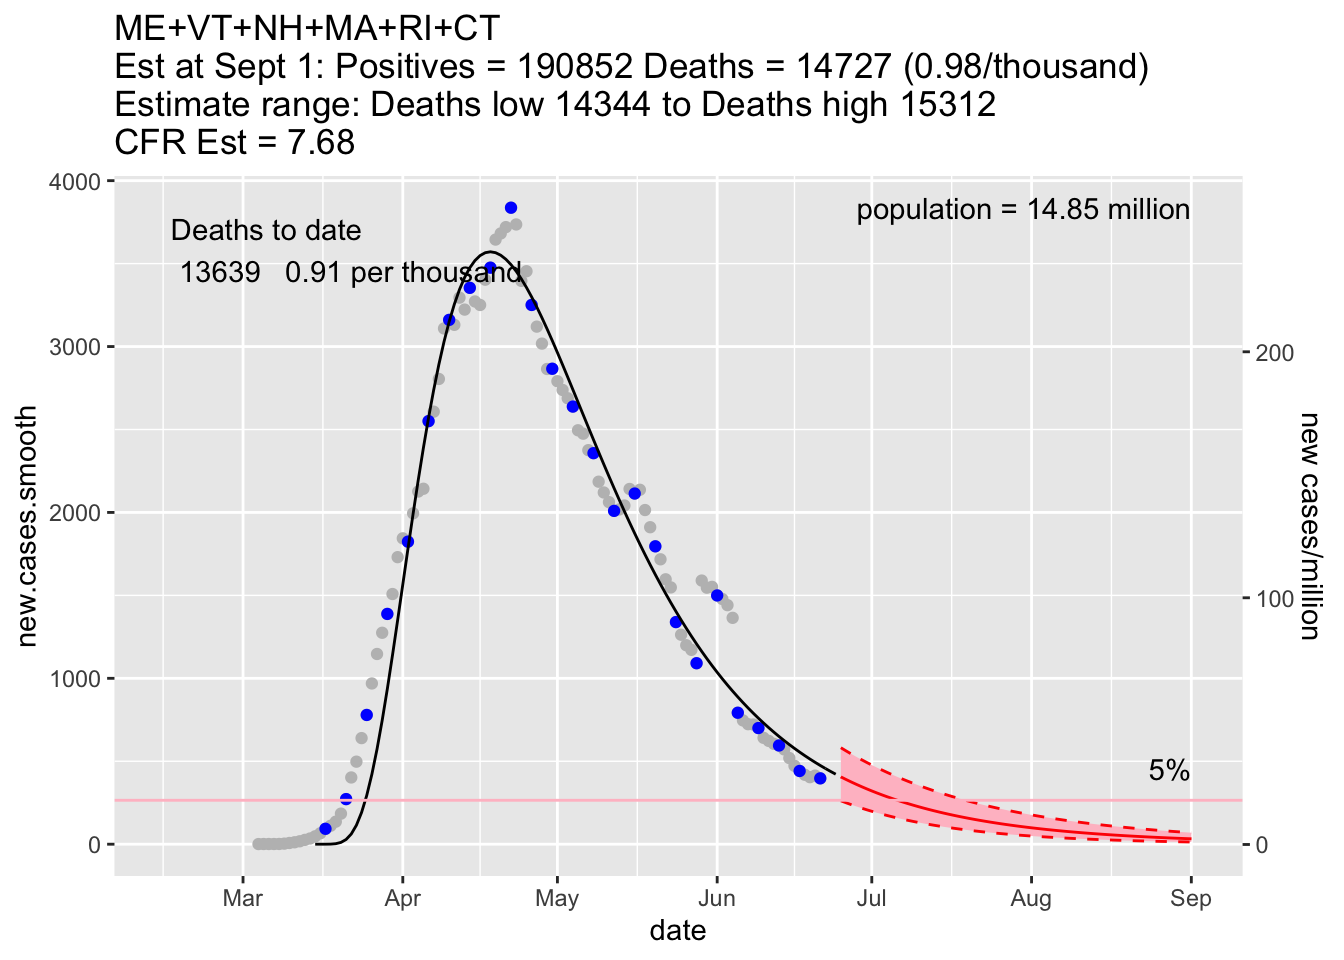 ME+VT+NH+MA+RI+CT
Est at Sept 1: Positives = 190852 Deaths = 14727 (0.98/thousand)
Estimate range: Deaths low 14344 to Deaths high 15312
CFR Est = 7.68
4000
3000
2000
1000
0
new.cases.smooth
Deaths to date
13639 0.91 per thousand
population = 14.85 million
5%
200
100
0
new cases/million
Mar Apr May Jun Jul Aug Sep
date